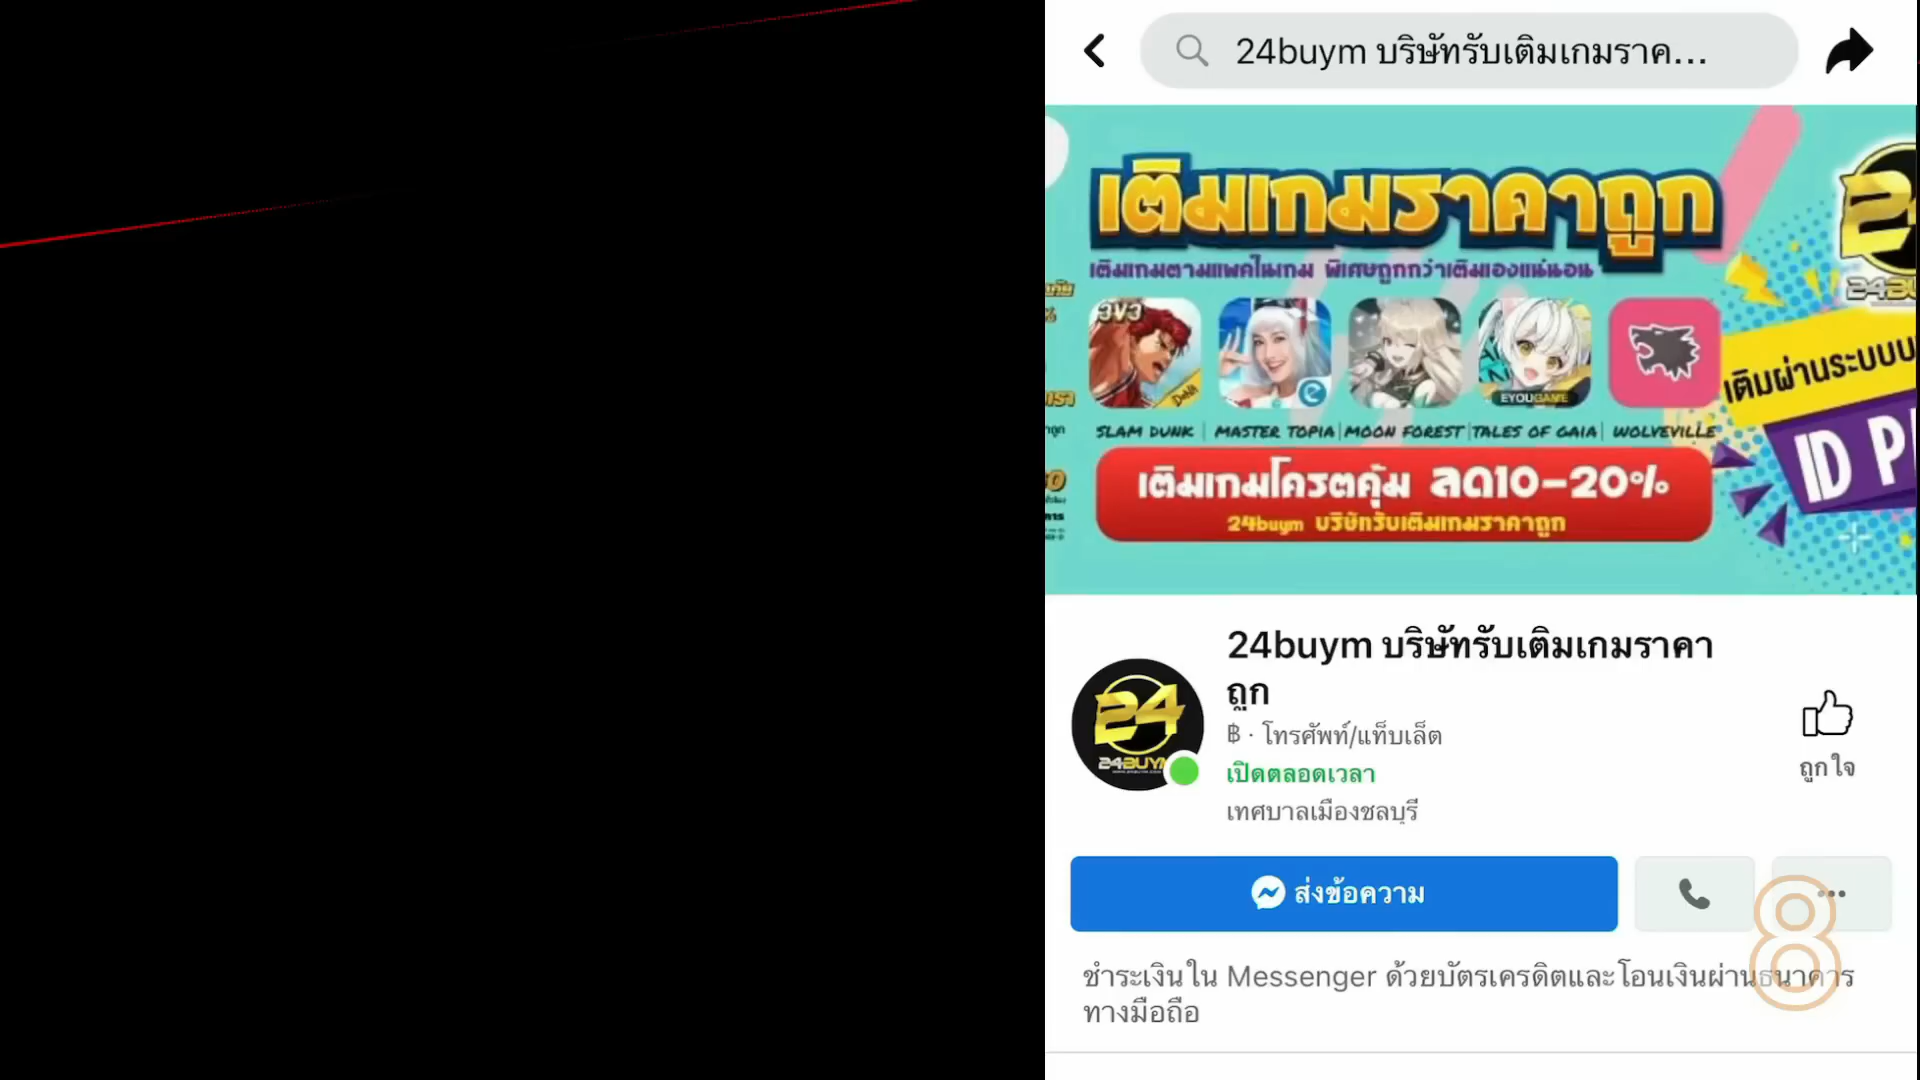 24buym บริษัทรับเติมเกมราค...
เติมเกมราคาถูก
เติมเกมตามแพคในเกม พิเศษถูกกว่าเติมเองแน่นอน
3V3
DeNA
EYOUGAME
SLAM DUNK | MASTER TOPIA | MOON FOREST | TALES OF GAIA | WOLVEVILLE
เติมเกมโครตคุ้ม ลด10-20%
24buym บริษัทรับเติมเกมราคาถูก
24
เติมผ่านระบบ
ID
24buym บริษัทรับเติมเกมราคา
ถูก
24
24BUYM
฿ · โทรศัพท์/แท็บเล็ต
เปิดตลอดเวลา
เทศบาลเมืองชลบุรี
ถูกใจ
ส่งข้อความ
8
ชำระเงินใน Messenger ด้วยบัตรเครดิตและโอนเงินผ่านธนาคาร
ทางมือถือ